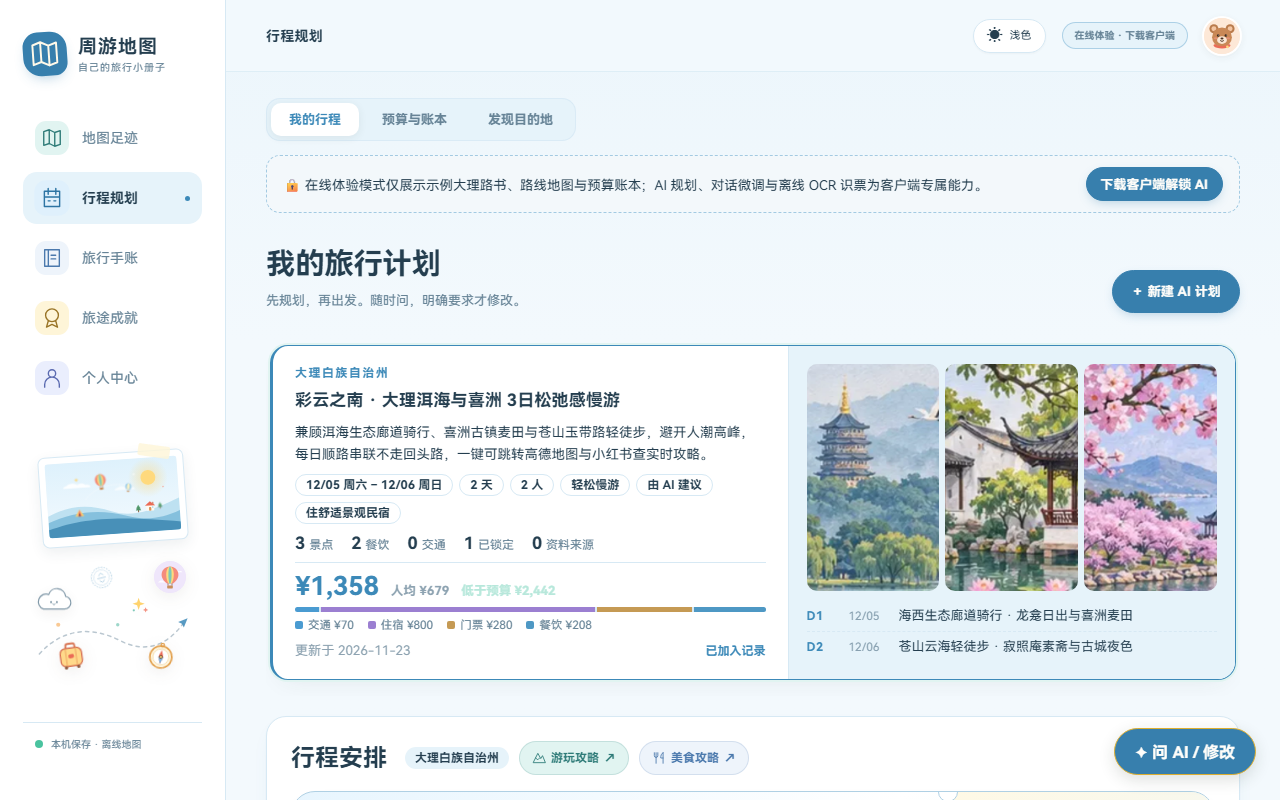 周游地图
自己的旅行小册子
地图足迹
行程规划
旅行手账
旅途成就
个人中心
本机保存 · 离线地图
行程规划
浅色
在线体验 · 下载客户端
我的行程
预算与账本
发现目的地
在线体验模式仅展示示例大理路书、路线地图与预算账本；AI 规划、对话微调与离线 OCR 识票为客户端专属能力。
下载客户端解锁 AI
我的旅行计划
先规划，再出发。随时问，明确要求才修改。
+ 新建 AI 计划
大理白族自治州
彩云之南 · 大理洱海与喜洲 3日松弛感慢游
兼顾洱海生态廊道骑行、喜洲古镇麦田与苍山玉带路轻徒步，避开人潮高峰，
每日顺路串联不走回头路，一键可跳转高德地图与小红书查实时攻略。
12/05 周六 – 12/06 周日
2 天
2 人
轻松慢游
由 AI 建议
住舒适景观民宿
3 景点
2 餐饮
0 交通
1 已锁定
0 资料来源
¥1,358 人均 ¥679 低于预算 ¥2,442
交通 ¥70
住宿 ¥800
门票 ¥280
餐饮 ¥208
更新于 2026-11-23
已加入记录
D1 12/05 海西生态廊道骑行 · 龙龛日出与喜洲麦田
D2 12/06 苍山云海轻徒步 · 寂照庵素斋与古城夜色
行程安排
大理白族自治州
游玩攻略 ↗
美食攻略 ↗
✦ 问 AI / 修改